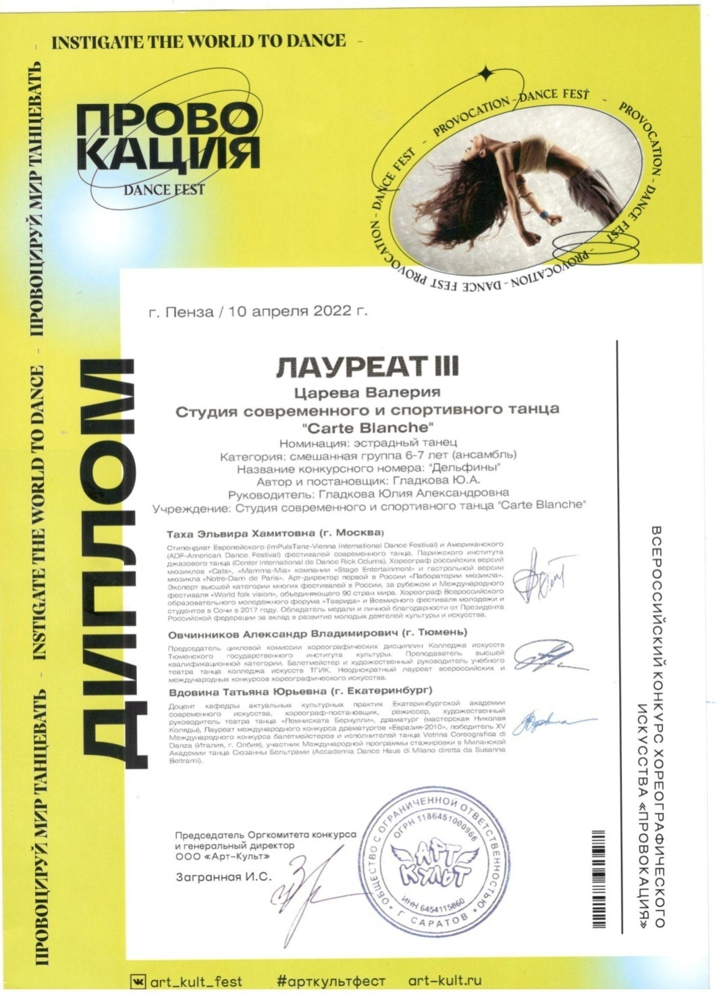 INSTIGATE THE WORLD TO DANCE -
ПРОВОЦИРУЙ МИР ТАНЦЕВАТЬ - INSTIGATE THE WORLD TO DANCE - ПРОВОЦИРУЙ МИР ТАНЦЕВАТЬ -
ПРОВО
КАЦИЯ
DANCE FEST
PROVOCATION - DANCE FEST - PROVOCATION - DANCE FEST - PROVOCATION - DANCE FEST PROVOCATION - DANCE FEST -
г. Пенза / 10 апреля 2022 г.
ДИПЛОМ
ЛАУРЕАТ III
Царева Валерия
Студия современного и спортивного танца
"Carte Blanche"
Номинация: эстрадный танец
Категория: смешанная группа 6-7 лет (ансамбль)
Название конкурсного номера: "Дельфины"
Автор и постановщик: Гладкова Ю.А.
Руководитель: Гладкова Юлия Александровна
Учреждение: Студия современного и спортивного танца "Carte Blanche"
Таха Эльвира Хамитовна (г. Москва)
Стипендиат Европейского (ImPulsTanz-Vienna International Dance Festival) и Американского
(ADF-American Dance Festival) фестивалей современного танца, Парижского института
джазового танца (Center International de Dance Rick Odums). Хореограф российских версий
мюзиклов «Cats», «Mamma-Mia» компании «Stage Entertainment» и гастрольной версии
мюзикла «Notre-Dam de Paris». Арт-директор первой в России «Лаборатории мюзикла».
Эксперт высшей категории многих фестивалей в России, за рубежом и Международного
фестиваля «World folk vision», объединяющего 90 стран мира. Хореограф Всероссийского
образовательного молодежного форума «Таврида» и Всемирного фестиваля молодежи и
студентов в Сочи в 2017 году. Обладатель медали и личной благодарности от Президента
Российской федерации за вклад в развитие молодых деятелей культуры и искусства.
Овчинников Александр Владимирович (г. Тюмень)
Председатель цикловой комиссии хореографических дисциплин Колледжа искусств
Тюменского государственного института культуры. Преподаватель высшей
квалификационной категории. Балетмейстер и художественный руководитель учебного
театра танца колледжа искусств ТГИК. Неоднократный лауреат всероссийских и
международных конкурсов хореографического искусства.
Вдовина Татьяна Юрьевна (г. Екатеринбург)
Доцент кафедры актуальных культурных практик Екатеринбургской академии
современного искусства, хореограф-постановщик, режиссер, художественный
руководитель театра танца «Лемниската Бернулли», драматург (мастерская Николая
Коляды), Лауреат международного конкурса драматургов «Евразия-2010», победитель XV
Международного конкурса балетмейстеров и исполнителей танца Vetrina Coreografica di
Danza (Италия, г. Олбия), участник Международной программы стажировки в Миланской
Академии танца Сюзанны Бельтрами (Accademia Dance Haus di Milano diretta da Susanna
Beltrami).
Председатель Оргкомитета конкурса
и генеральный директор
ООО «Арт-Культ»
Загранная И.С.
ОБЩЕСТВО С ОГРАНИЧЕННОЙ ОТВЕТСТВЕННОСТЬЮ
ОГРН 1186451000966
АРТ
КУЛЬТ
ИНН 6454115860
Г САРАТОВ
ВСЕРОССИЙСКИЙ КОНКУРС ХОРЕОГРАФИЧЕСКОГО
ИСКУССТВА «ПРОВОКАЦИЯ»
art_kult_fest #арткультфест art-kult.ru